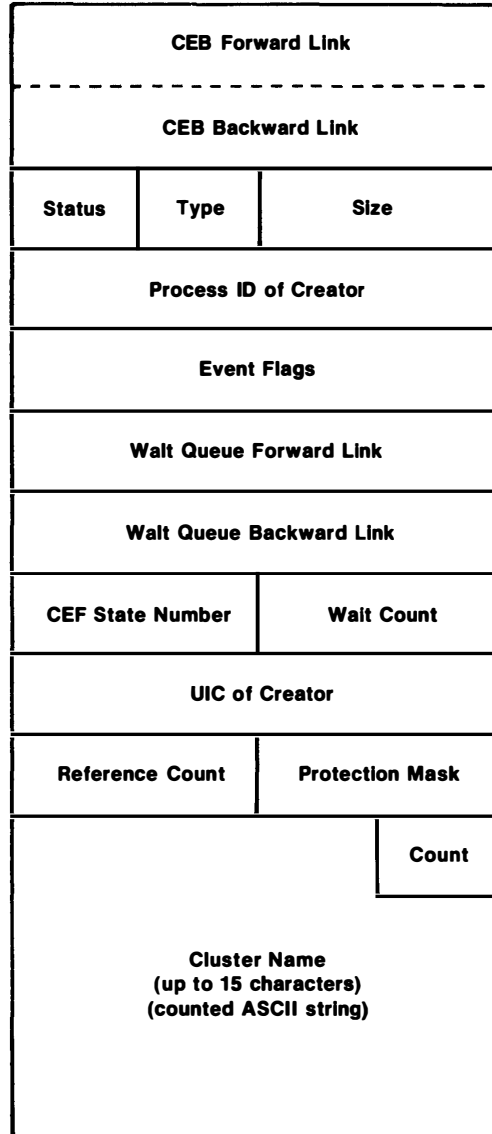 CEB Forward Link
CEB Backward Link
Status Type Size
Process ID of Creator
Event Flags
Wait Queue Forward Link
Wait Queue Backward Link
CEF State Number Wait Count
UIC of Creator
Reference Count Protection Mask
Count
Cluster Name
(up to 15 characters)
(counted ASCII string)